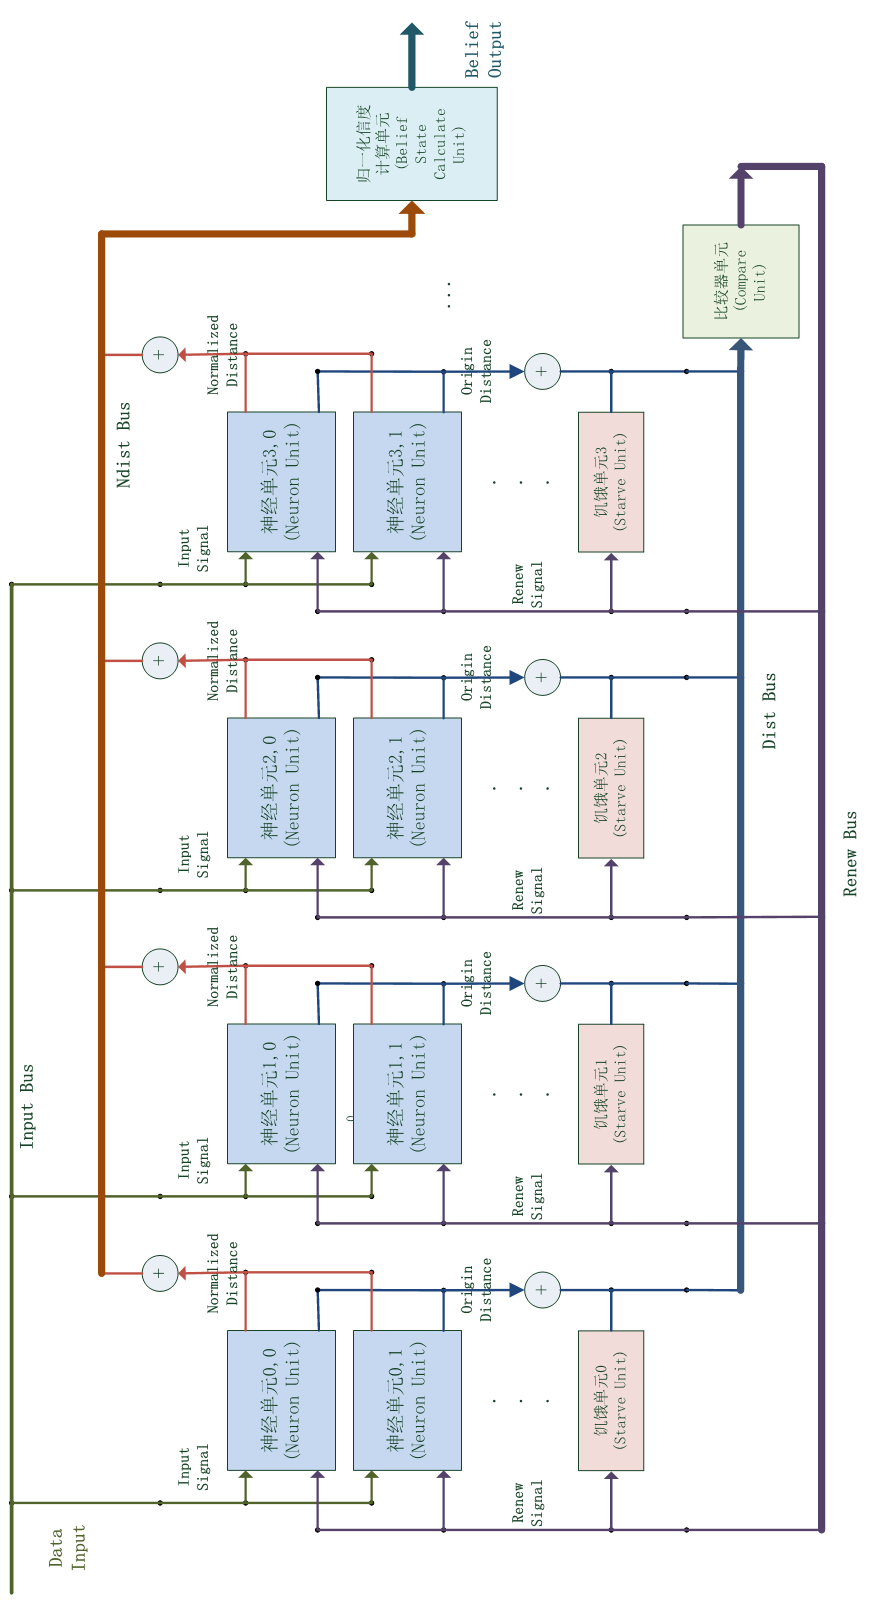 Data
Input
Input Bus
Ndist Bus
Dist Bus
Renew Bus
Input
Signal
神经单元0,0
(Neuron Unit)
神经单元0,1
(Neuron Unit)
. . .
Renew
Signal
饥饿单元0
(Starve Unit)
Normalized
Distance
+
Origin
Distance
+
Input
Signal
神经单元1,0
(Neuron Unit)
0
神经单元1,1
(Neuron Unit)
. . .
Renew
Signal
饥饿单元1
(Starve Unit)
Normalized
Distance
+
Origin
Distance
+
Input
Signal
神经单元2,0
(Neuron Unit)
神经单元2,1
(Neuron Unit)
. . .
Renew
Signal
饥饿单元2
(Starve Unit)
Normalized
Distance
+
Origin
Distance
+
Input
Signal
神经单元3,0
(Neuron Unit)
神经单元3,1
(Neuron Unit)
. . .
Renew
Signal
饥饿单元3
(Starve Unit)
Normalized
Distance
+
Origin
Distance
+
...
归一化信度
计算单元
(Belief
State
Calculate
Unit)
比较器单元
(Compare
Unit)
Belief
Output